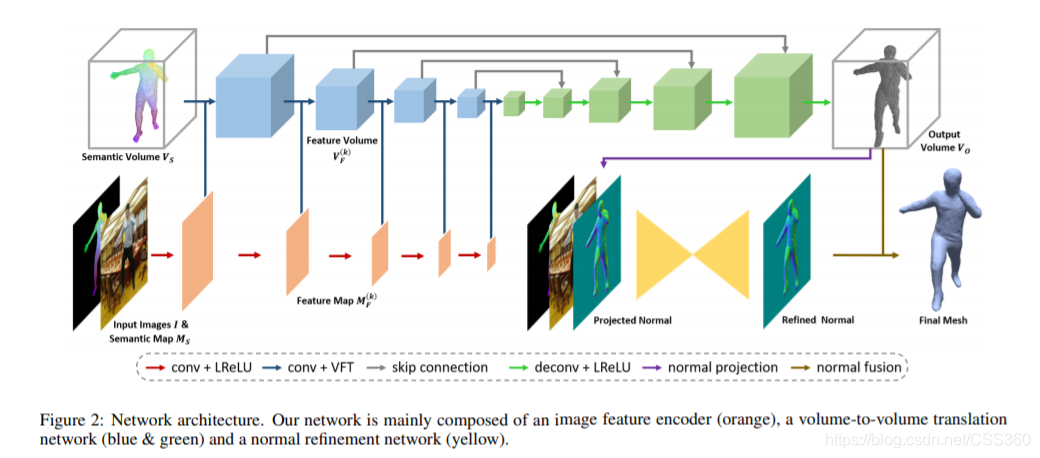 Semantic Volume V_S
Feature Volume
V_F^(k)
Output
Volume V_O
Input Images I &
Semantic Map M_S
Feature Map M_F^(k)
Projected Normal
Refined Normal
Final Mesh
conv + LReLU
conv + VFT
skip connection
deconv + LReLU
normal projection
normal fusion
Figure 2: Network architecture. Our network is mainly composed of an image feature encoder (orange), a volume-to-volume translation
network (blue & green) and a normal refinement network (yellow).
https://blog.csdn.net/CSS360